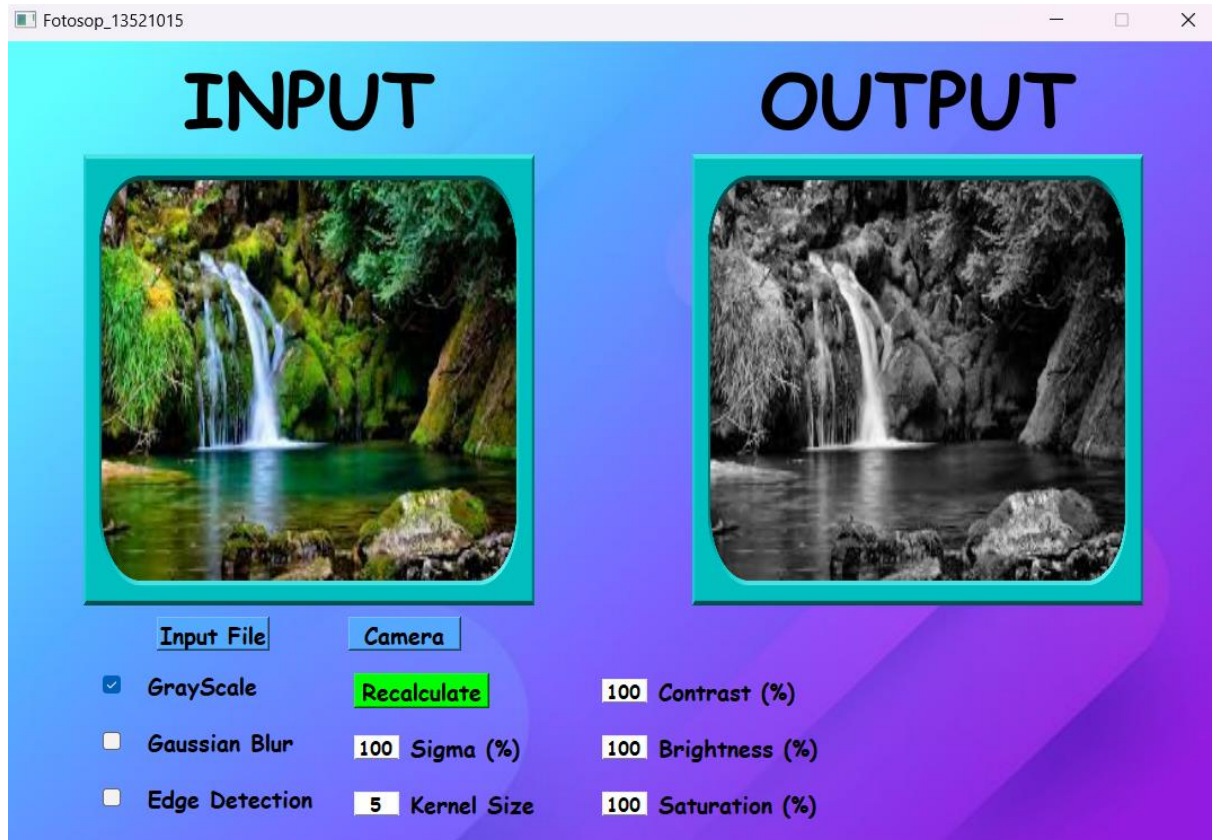 Fotosop_13521015
INPUT OUTPUT
Input File Camera
GrayScale Recalculate 100 Contrast (%)
Gaussian Blur 100 Sigma (%) 100 Brightness (%)
Edge Detection 5 Kernel Size 100 Saturation (%)